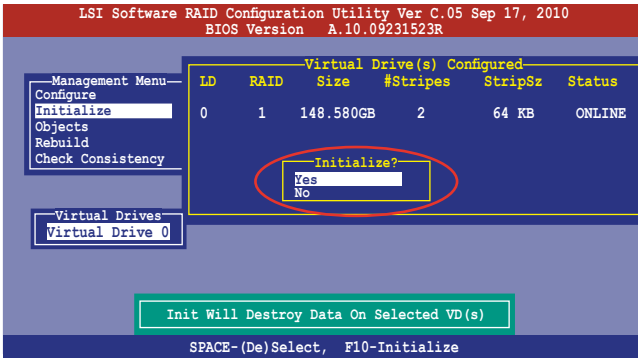 LSI Software RAID Configuration Utility Ver C.05 Sep 17, 2010
BIOS Version A.10.09231523R
Virtual Drive(s) Configured
LD RAID Size #Stripes StripSz Status
0 1 148.580GB 2 64 KB ONLINE
Management Menu
Configure
Initialize
Objects
Rebuild
Check Consistency
Initialize?
Yes
No
Virtual Drives
Virtual Drive 0
Init Will Destroy Data On Selected VD(s)
SPACE-(De)Select, F10-Initialize